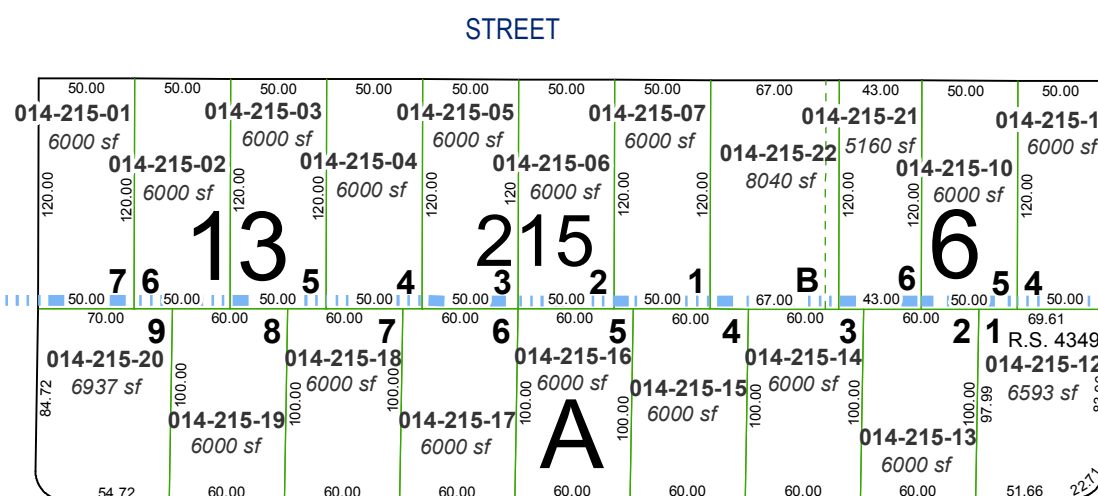 STREET
50.00 50.00 50.00 50.00 50.00 50.00 50.00 67.00 43.00 50.00 50.00
014-215-01 014-215-03 014-215-05 014-215-07 014-215-21 014-215-1
6000 sf 6000 sf 6000 sf 6000 sf 5160 sf 6000 sf
014-215-02 014-215-04 014-215-06 014-215-22 014-215-10
6000 sf 6000 sf 6000 sf 8040 sf 6000 sf
120.00 120.00 120.00 120.00 120.00 120 120.00 120.00 120.00 120.00 120.00
13 215 6
7 6 5 4 3 2 1 B 6 5 4
50.00 50.00 50.00 50.00 50.00 50.00 50.00 67.00 43.00 50.00 50.00
70.00 60.00 60.00 60.00 60.00 60.00 60.00 60.00 69.61
9 8 7 6 5 4 3 2 1 R.S. 4349
014-215-20 014-215-18 014-215-16 014-215-14 014-215-12
6937 sf 6000 sf 6000 sf 6000 sf 6593 sf
014-215-19 014-215-17 014-215-15 014-215-13
6000 sf 6000 sf 6000 sf 6000 sf
84.72 100.00 100.00 100.00 100.00 100.00 100.00 100.00 100.00 97.99
A
54.72 60.00 60.00 60.00 60.00 60.00 60.00 60.00 51.66 22.71